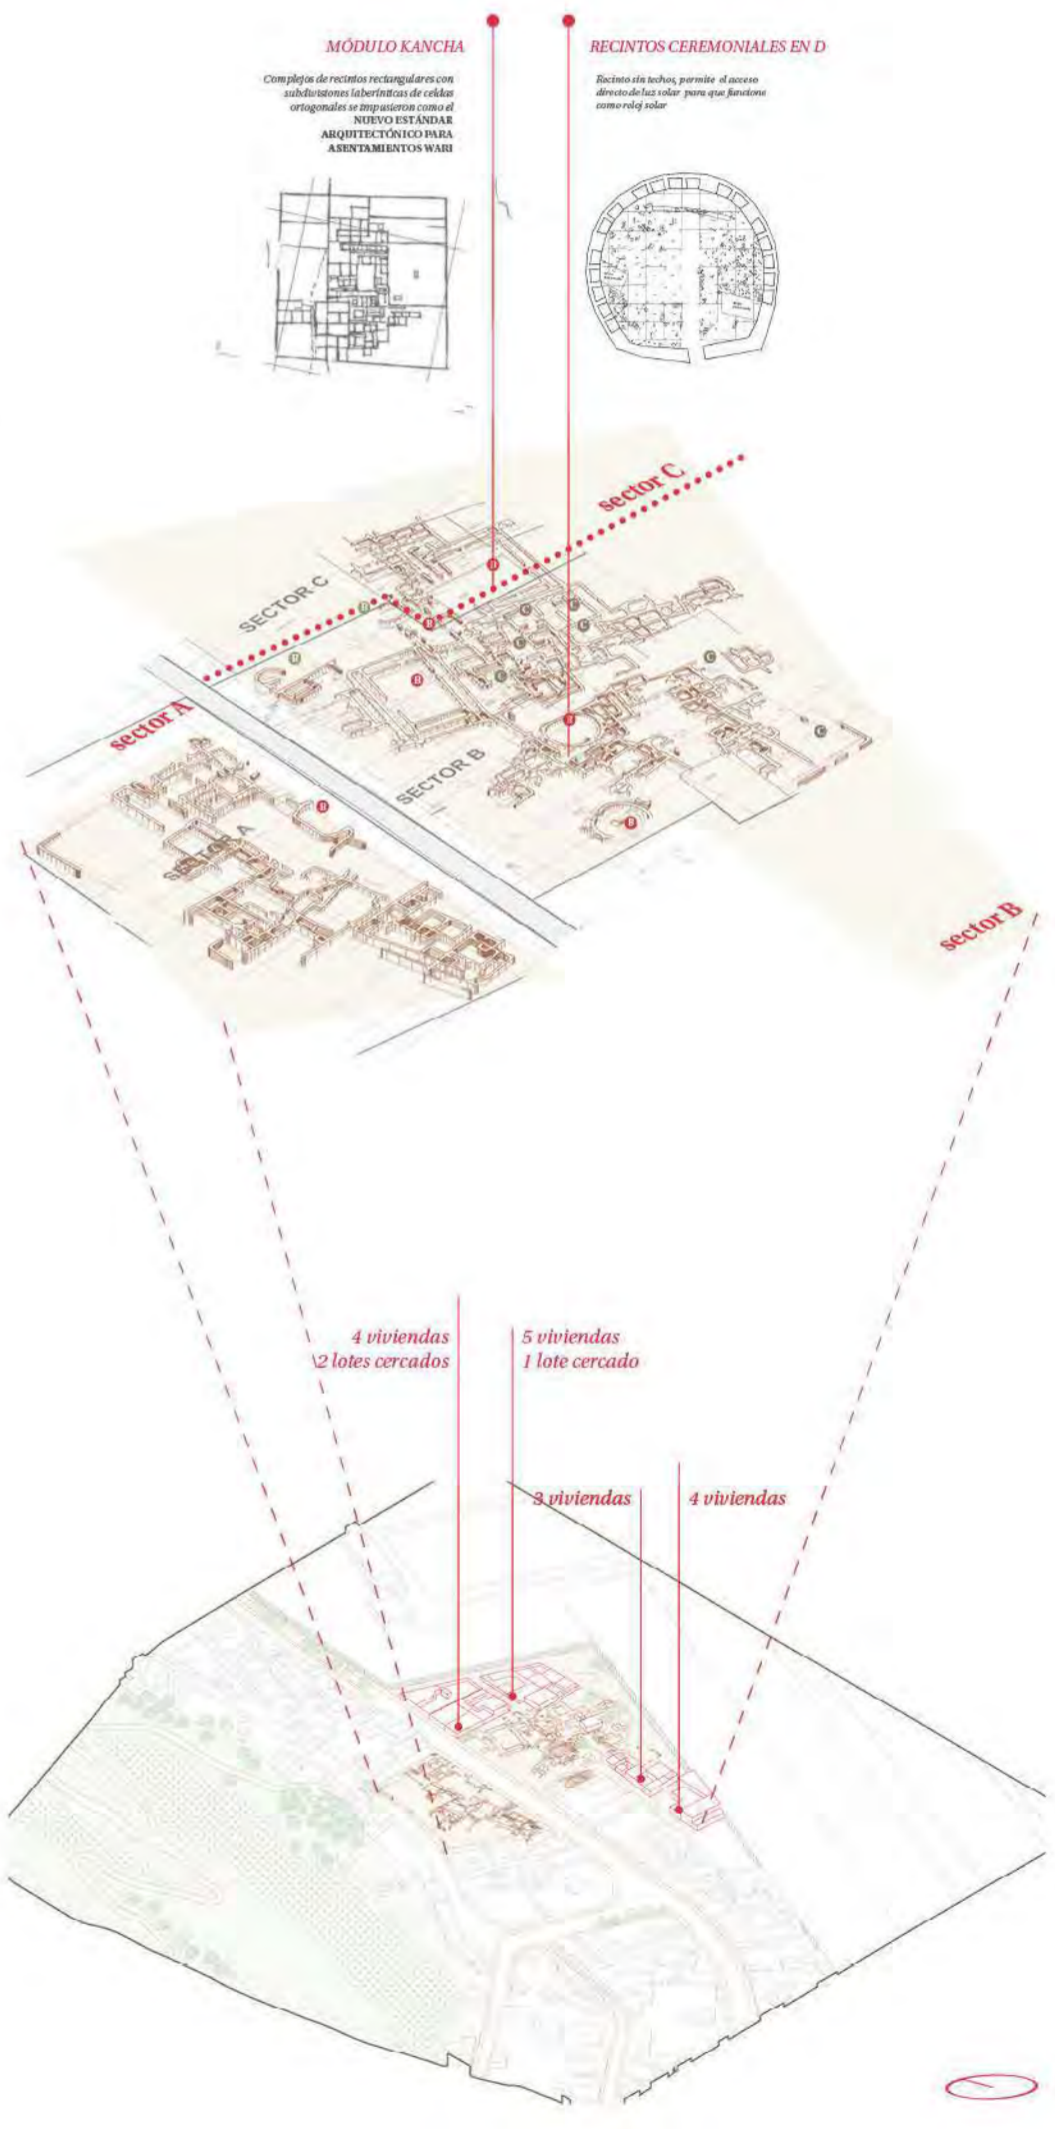 MÓDULO KANCHA
Complejos de recintos rectangulares con
subdivisiones laberínticas de celdas
ortogonales se impusieron como el
NUEVO ESTÁNDAR
ARQUITECTÓNICO PARA
ASENTAMIENTOS WARI
RECINTOS CEREMONIALES EN D
Recinto sin techos, permite el acceso
directo de luz solar para que funcione
como reloj solar
sector C
SECTOR C
sector A
SECTOR B
SECTOR A
sector B
4 viviendas
2 lotes cercados
5 viviendas
1 lote cercado
3 viviendas
4 viviendas